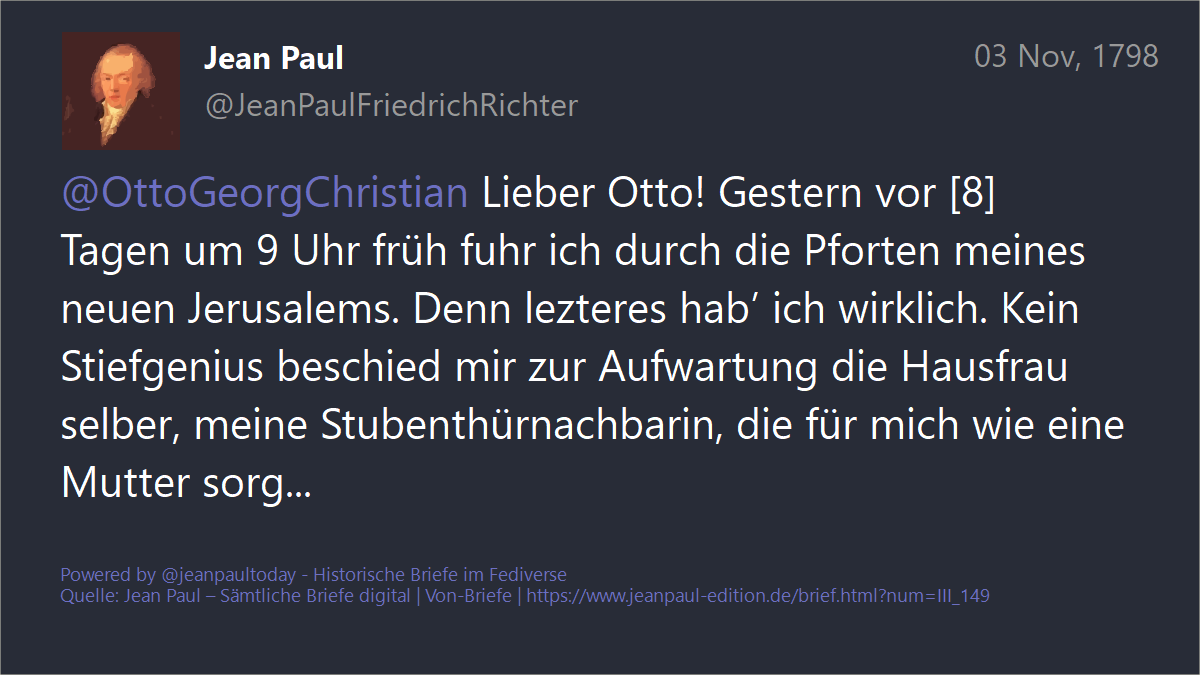 Jean Paul
03 Nov, 1798
@JeanPaulFriedrichRichter
@OttoGeorgChristian Lieber Otto! Gestern vor [8]
Tagen um 9 Uhr früh fuhr ich durch die Pforten meines
neuen Jerusalems. Denn lezteres hab’ ich wirklich. Kein
Stiefgenius beschied mir zur Aufwartung die Hausfrau
selber, meine Stubenthürnachbarin, die für mich wie eine
Mutter sorg...
Powered by @jeanpaultoday - Historische Briefe im Fediverse
Quelle: Jean Paul – Sämtliche Briefe digital | Von-Briefe | https://www.jeanpaul-edition.de/brief.html?num=III_149